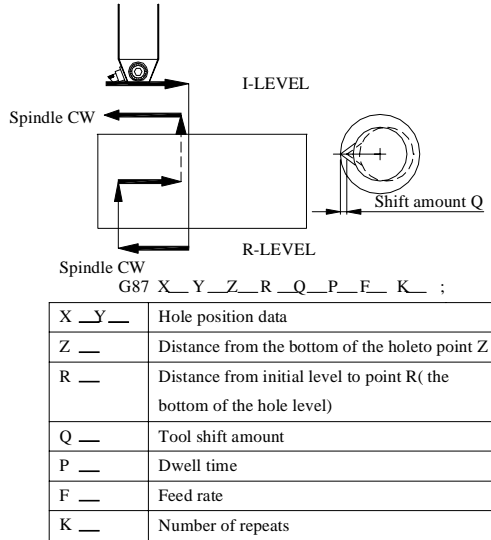 I-LEVEL
Spindle CW
Shift amount Q
R-LEVEL
Spindle CW
G87 X__ Y __Z__R __Q__P__F__ K__ ;
X __Y__ Hole position data
Z __ Distance from the bottom of the holeto point Z
R __ Distance from initial level to point R( the
bottom of the hole level)
Q __ Tool shift amount
P __ Dwell time
F __ Feed rate
K __ Number of repeats